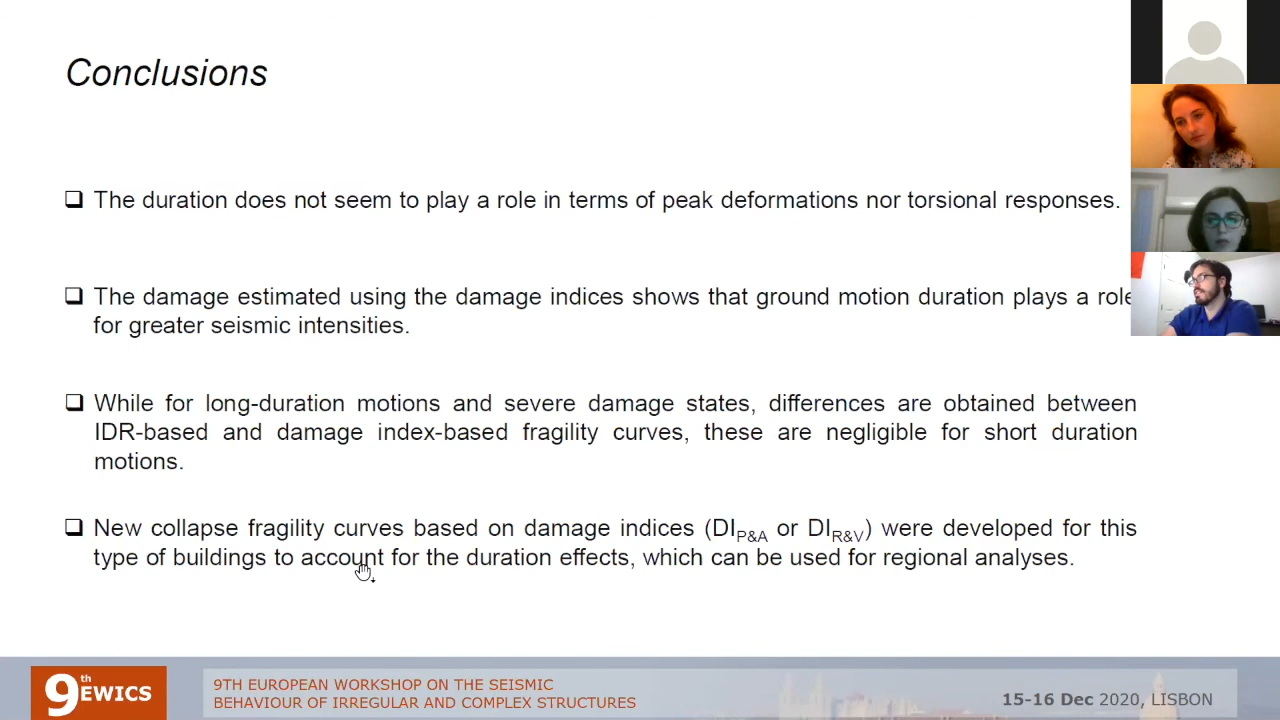 Conclusions
❑ The duration does not seem to play a role in terms of peak deformations nor torsional responses.
❑ The damage estimated using the damage indices shows that ground motion duration plays a role
for greater seismic intensities.
❑ While for long-duration motions and severe damage states, differences are obtained between
IDR-based and damage index-based fragility curves, these are negligible for short duration
motions.
❑ New collapse fragility curves based on damage indices (DIP&A or DIR&V) were developed for this
type of buildings to account for the duration effects, which can be used for regional analyses.
9th EWICS
9TH EUROPEAN WORKSHOP ON THE SEISMIC
BEHAVIOUR OF IRREGULAR AND COMPLEX STRUCTURES
15-16 Dec 2020, LISBON